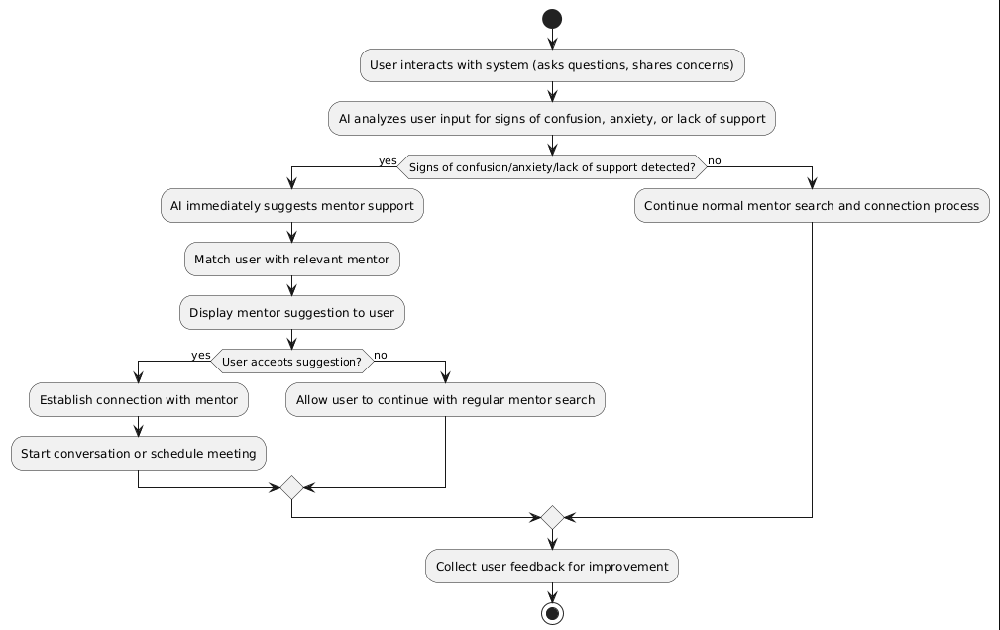 User interacts with system (asks questions, shares concerns)
AI analyzes user input for signs of confusion, anxiety, or lack of support
yes
Signs of confusion/anxiety/lack of support detected?
no
AI immediately suggests mentor support
Continue normal mentor search and connection process
Match user with relevant mentor
Display mentor suggestion to user
yes
User accepts suggestion?
no
Establish connection with mentor
Allow user to continue with regular mentor search
Start conversation or schedule meeting
Collect user feedback for improvement